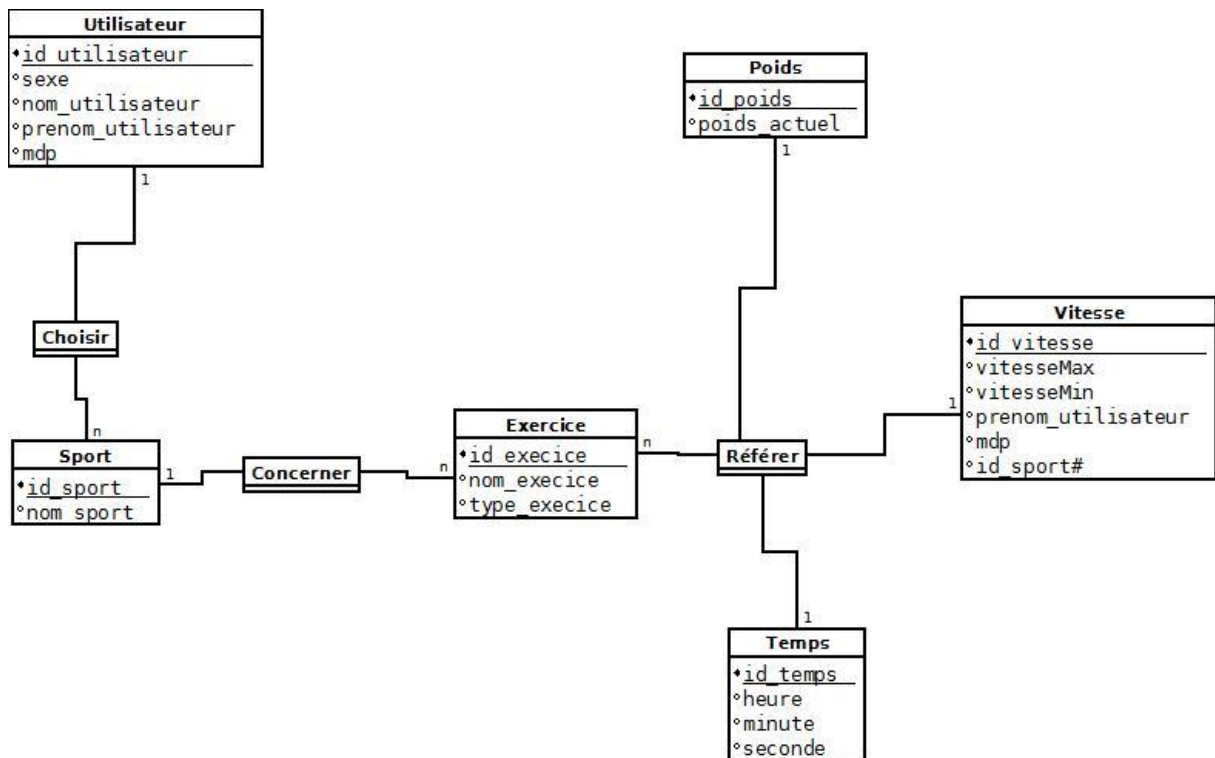 Utilisateur
id_utilisateur
sexe
nom_utilisateur
prenom_utilisateur
mdp
1
Choisir
n
Sport
id_sport
nom_sport
1
Concerner
n
Exercice
id_execice
nom_execice
type_execice
n
Référer
Poids
id_poids
poids_actuel
1
Vitesse
id_vitesse
vitesseMax
vitesseMin
prenom_utilisateur
mdp
id_sport#
1
1
Temps
id_temps
heure
minute
seconde